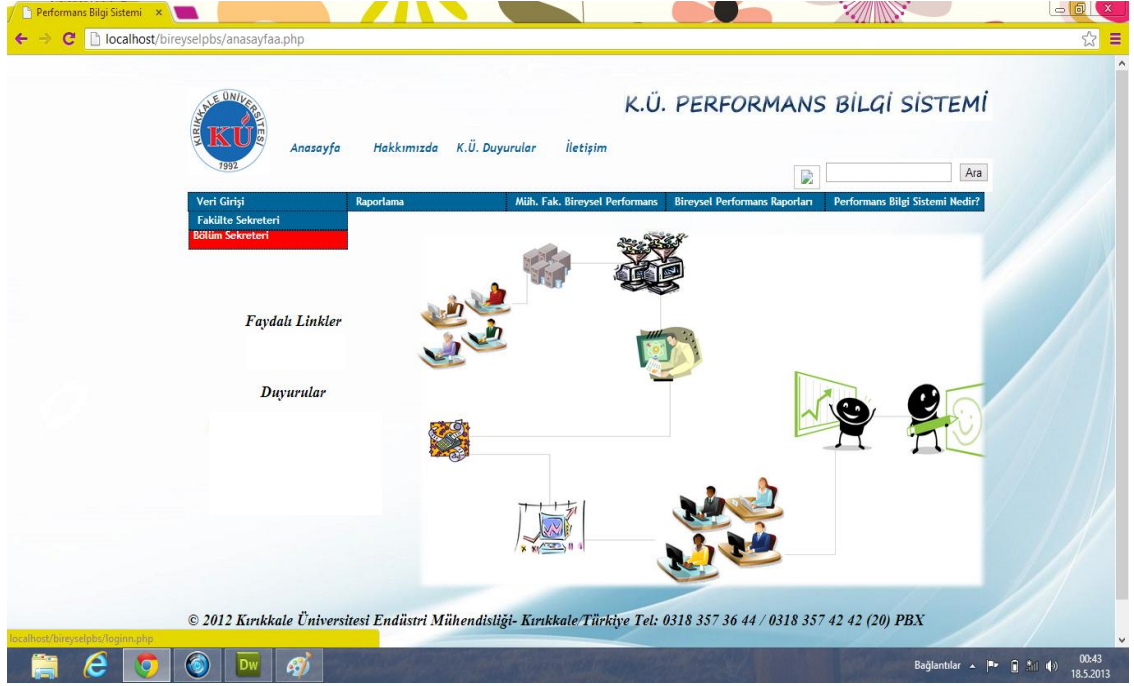 Performans Bilgi Sistemi
localhost/bireyselpbs/anasayfaa.php
K.Ü. PERFORMANS BİLGİ SİSTEMİ
KIRIKKALE ÜNİVERSİTESİ
KÜ
1992
Anasayfa Hakkımızda K.Ü. Duyurular İletişim
Ara
Veri Girişi Raporlama Müh. Fak. Bireysel Performans Bireysel Performans Raporları Performans Bilgi Sistemi Nedir?
Fakülte Sekreteri
Bölüm Sekreteri
Faydalı Linkler
Duyurular
© 2012 Kırıkkale Üniversitesi Endüstri Mühendisliği- Kırıkkale/Türkiye Tel: 0318 357 36 44 / 0318 357 42 42 (20) PBX
localhost/bireyselpbs/loginn.php
Dw
Bağlantılar
00:43
18.5.2013